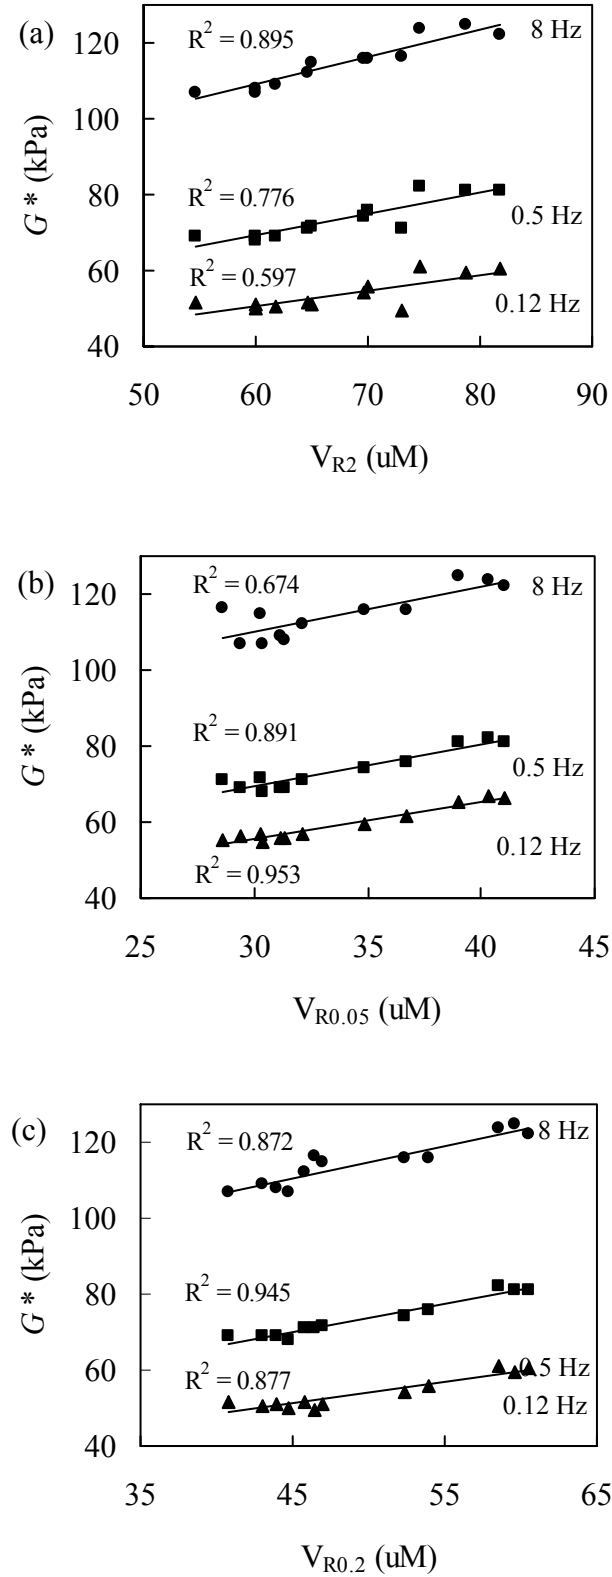 (a)
120
100
80
60
40
G * (kPa)
R² = 0.895
8 Hz
R² = 0.776
0.5 Hz
R² = 0.597
0.12 Hz
50 60 70 80 90
V_R2 (uM)
(b)
120
100
80
60
40
G * (kPa)
R² = 0.674
8 Hz
R² = 0.891
0.5 Hz
0.12 Hz
R² = 0.953
25 30 35 40 45
V_R0.05 (uM)
(c)
120
100
80
60
40
G * (kPa)
R² = 0.872
8 Hz
R² = 0.945
R² = 0.877
0.5 Hz
0.12 Hz
35 45 55 65
V_R0.2 (uM)